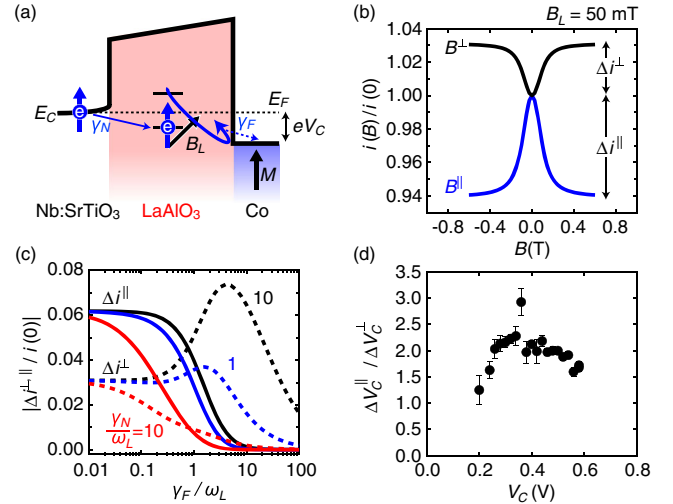 (a)
E_C
e
γ_N
e
B_L
γ_F
E_F
eV_C
M
Nb:SrTiO₃ LaAlO₃ Co
(b)
B_L = 50 mT
1.04
1.02
1.00
0.98
0.96
0.94
i(B)/i(0)
B^⊥
Δi^⊥
Δi^∥
B^∥
-0.8 -0.4 0.0 0.4 0.8
B(T)
(c)
0.08
0.06
0.04
0.02
0.00
|Δi^{⊥∥}/i(0)|
Δi^∥
10
Δi^⊥
1
γ_N/ω_L=10
0.01 0.1 1 10 100
γ_F/ω_L
(d)
3.5
3.0
2.5
2.0
1.5
1.0
0.5
0.0
ΔV_C^∥ / ΔV_C^⊥
0.0 0.2 0.4 0.6 0.8
V_C(V)